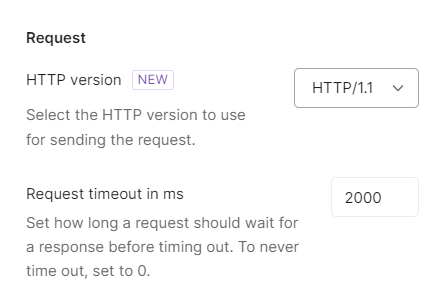 Request
HTTP version NEW
HTTP/1.1
Select the HTTP version to use
for sending the request.
Request timeout in ms
2000
Set how long a request should wait for
a response before timing out. To never
time out, set to 0.